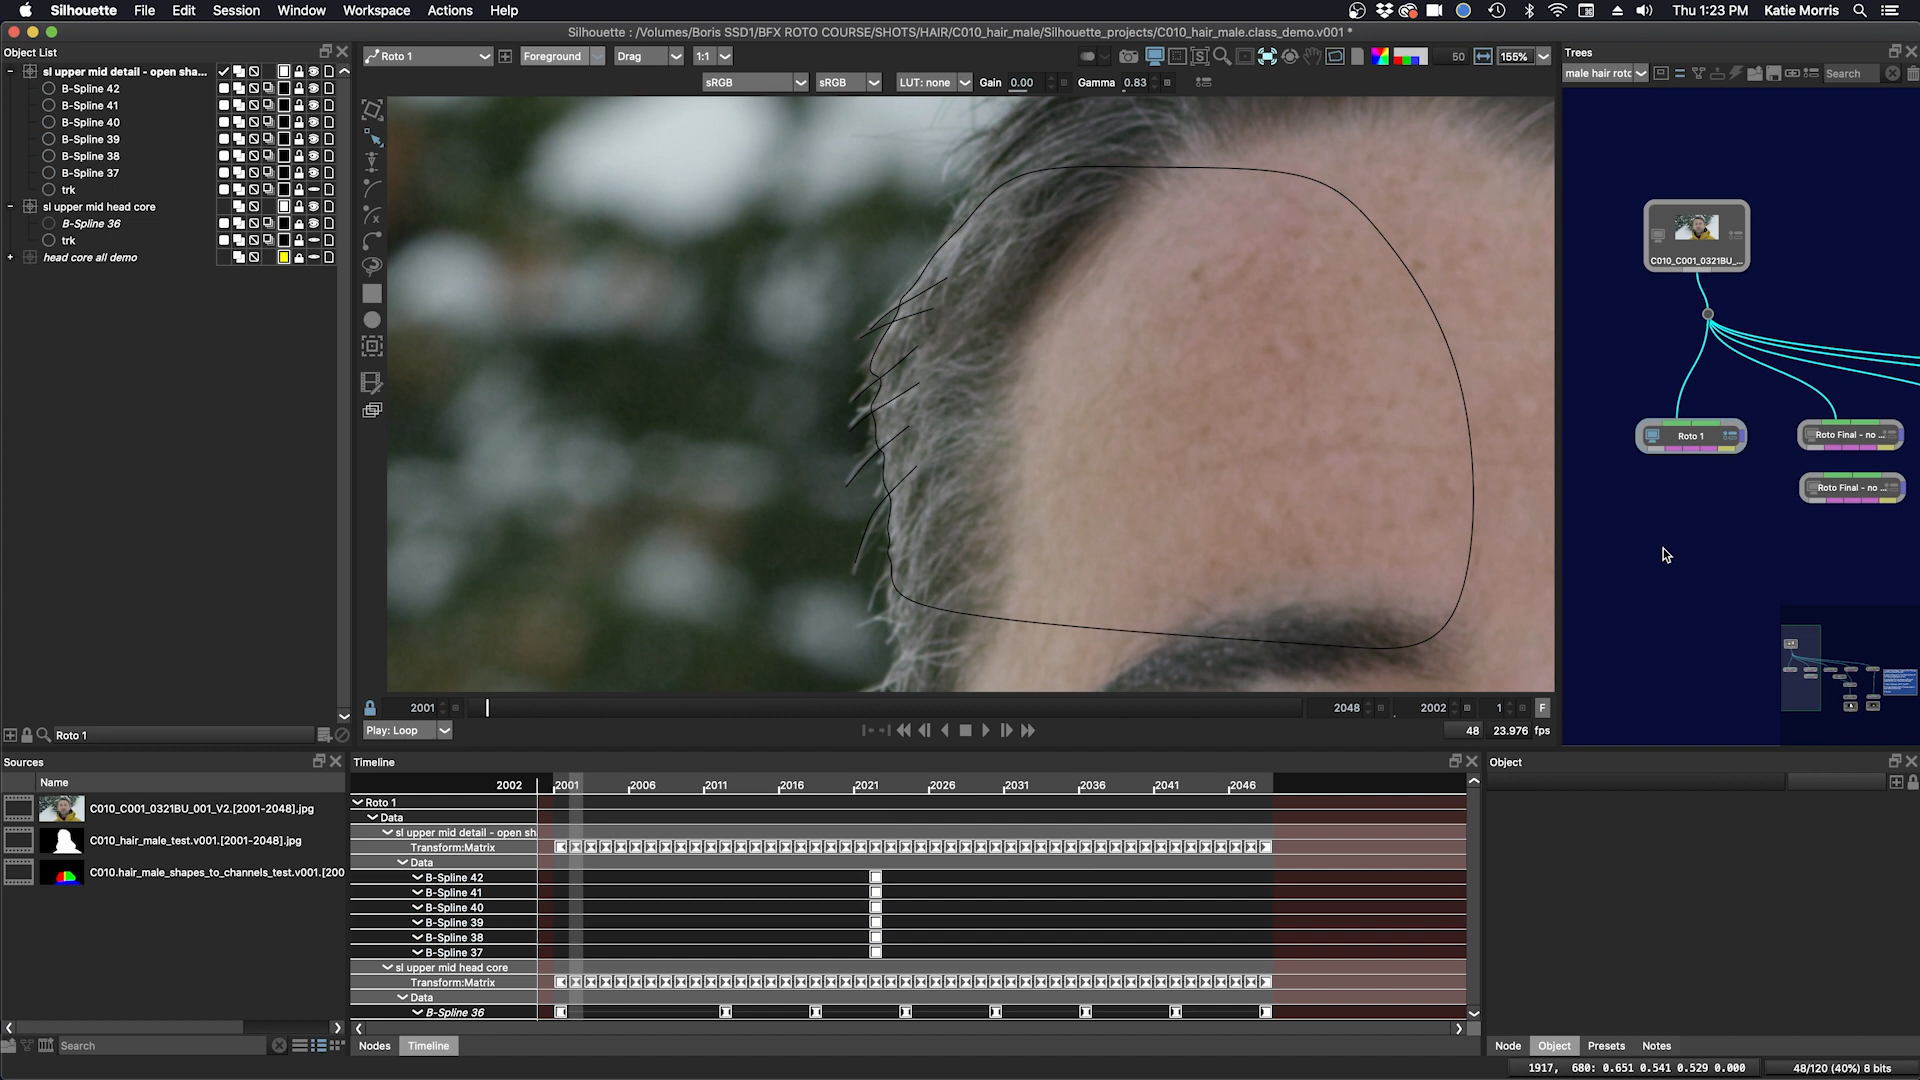 Silhouette File Edit Session Window Workspace Actions Help
Thu 1:23 PM Katie Morris
Silhouette : /Volumes/Boris SSD1/BFX ROTO COURSE/SHOTS/HAIR/C010_hair_male/Silhouette_projects/C010_hair_male.class_demo.v001 *
Object List
Roto 1 Foreground Drag 1:1
50 155%
Trees
male hair rotc Search
sRGB sRGB LUT: none Gain 0.00 Gamma 0.83
sl upper mid detail - open sha...
B-Spline 42
B-Spline 41
B-Spline 40
B-Spline 39
B-Spline 38
B-Spline 37
trk
sl upper mid head core
B-Spline 36
trk
head core all demo
C010_C001_0321BU_...
Roto 1
Roto Final - no ...
Roto Final - no ...
2001 2048 2002 1 F
Play: Loop
48 23.976 fps
Roto 1
Sources
Name
C010_C001_0321BU_001_V2.[2001-2048].jpg
C010_hair_male_test.v001.[2001-2048].jpg
C010.hair_male_shapes_to_channels_test.v001.[200
Search
Timeline
2002 2001 2006 2011 2016 2021 2026 2031 2036 2041 2046
Roto 1
Data
sl upper mid detail - open sh
Transform:Matrix
Data
B-Spline 42
B-Spline 41
B-Spline 40
B-Spline 39
B-Spline 38
B-Spline 37
sl upper mid head core
Transform:Matrix
Data
B-Spline 36
Nodes Timeline
Object
Node Object Presets Notes
1917, 680: 0.651 0.541 0.529 0.000 48/120 (40%) 8 bits